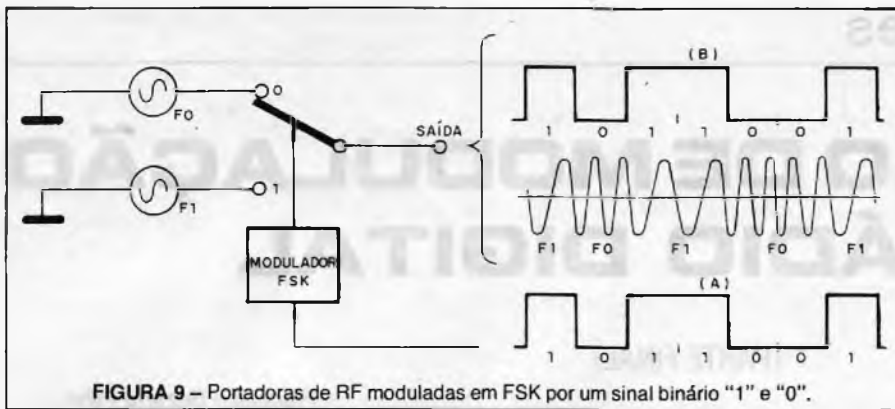 (B)
F0
0
SAÍDA
1 0 1 1 0 0 1
F1
1
F1 F0 F1 F0 F1
MODULADOR
FSK
(A)
1 0 1 1 0 0 1
FIGURA 9 – Portadoras de RF moduladas em FSK por um sinal binário “1” e “0”.